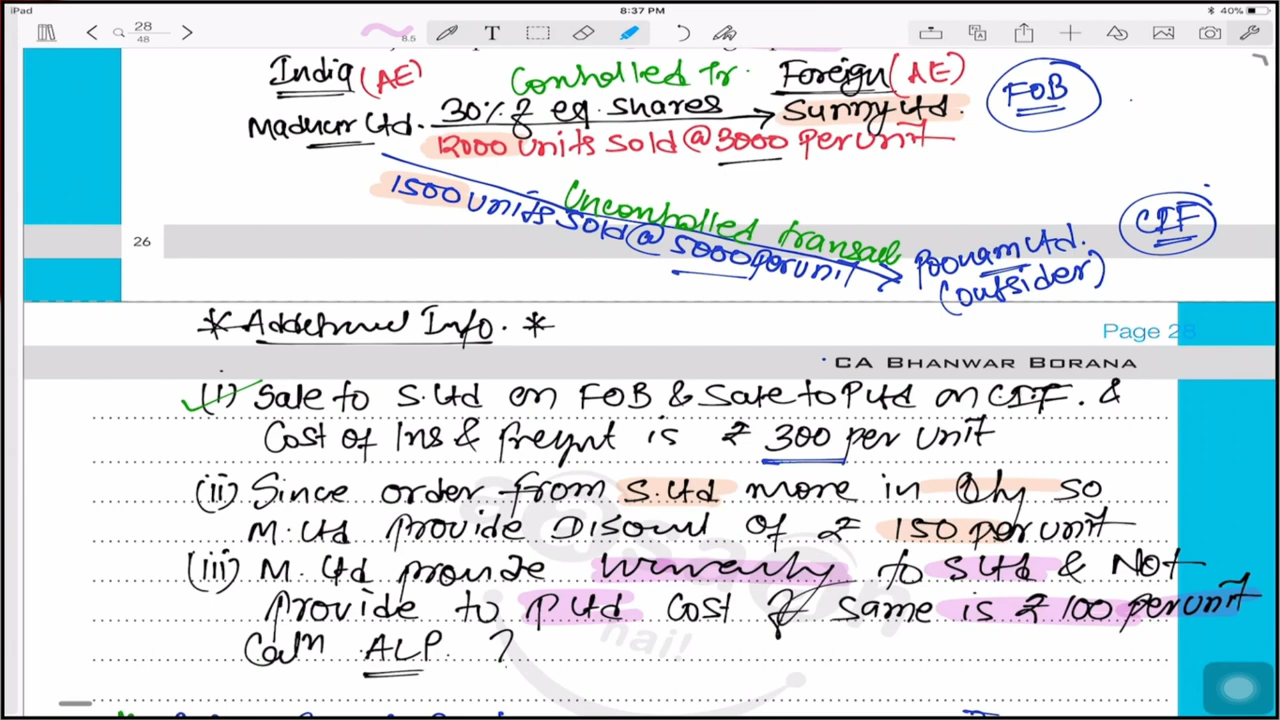 iPad 8:37 PM 40%
28
48
8.5
T
India (AE) Controlled Tr. Foreign (AE) FOB
Madhur Ltd. 30% of eq. shares Sunny Ltd.
12000 units sold @ 3000 per unit
1500 units sold @ 5000 per unit
Uncontrolled transac
CIF
26
Poonam Ltd.
(outsider)
* Additional Info. *
Page 28
CA BHANWAR BORANA
(i) Sale to S.Ltd on FOB & Sale to P Ltd on CIF. &
Cost of Ins & freight is ₹ 300 per unit
(ii) Since order from S.Ltd more in Qty so
M.Ltd provide Discount of ₹ 150 per unit
(iii) M.Ltd provide Warranty to S Ltd & Not
provide to P Ltd Cost of same is ₹ 100 per unit
Caln ALP. ?
hai!